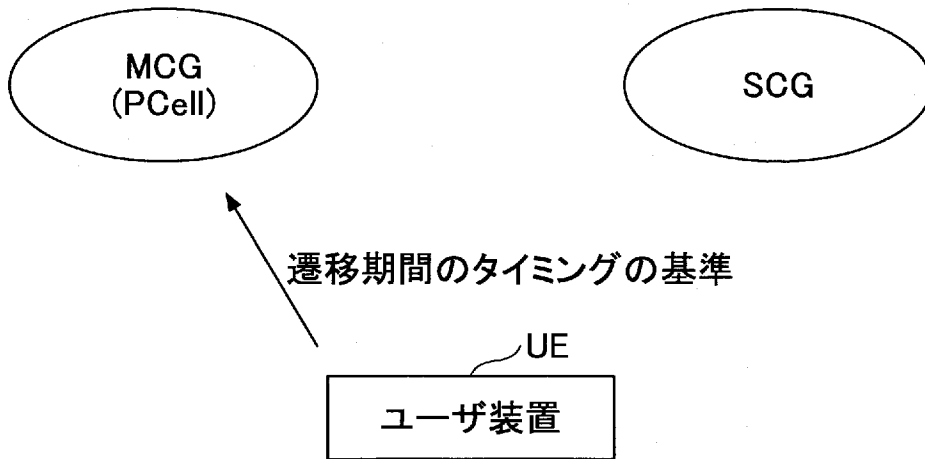 MCG
(PCell)
SCG
遷移期間のタイミングの基準
UE
ユーザ装置